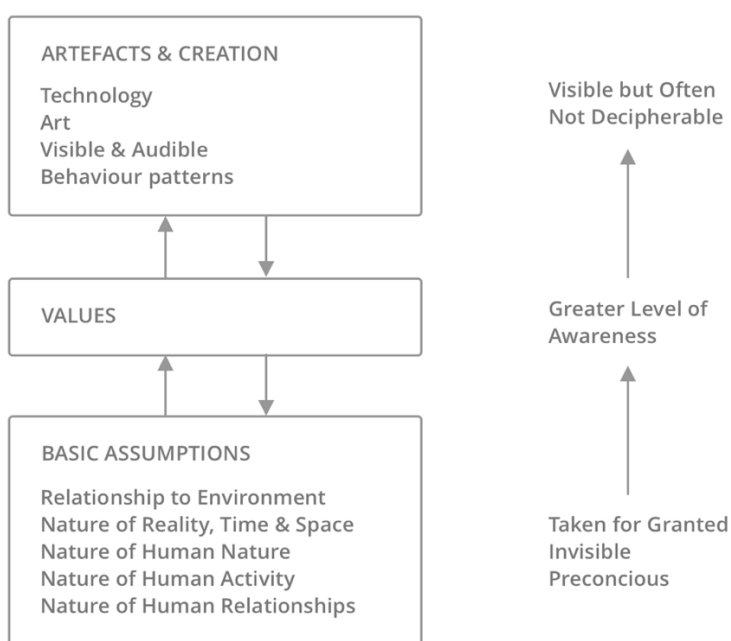 ARTEFACTS & CREATION
Technology
Art
Visible & Audible
Behaviour patterns
Visible but Often
Not Decipherable
VALUES
Greater Level of
Awareness
BASIC ASSUMPTIONS
Relationship to Environment
Nature of Reality, Time & Space
Nature of Human Nature
Nature of Human Activity
Nature of Human Relationships
Taken for Granted
Invisible
Preconcious